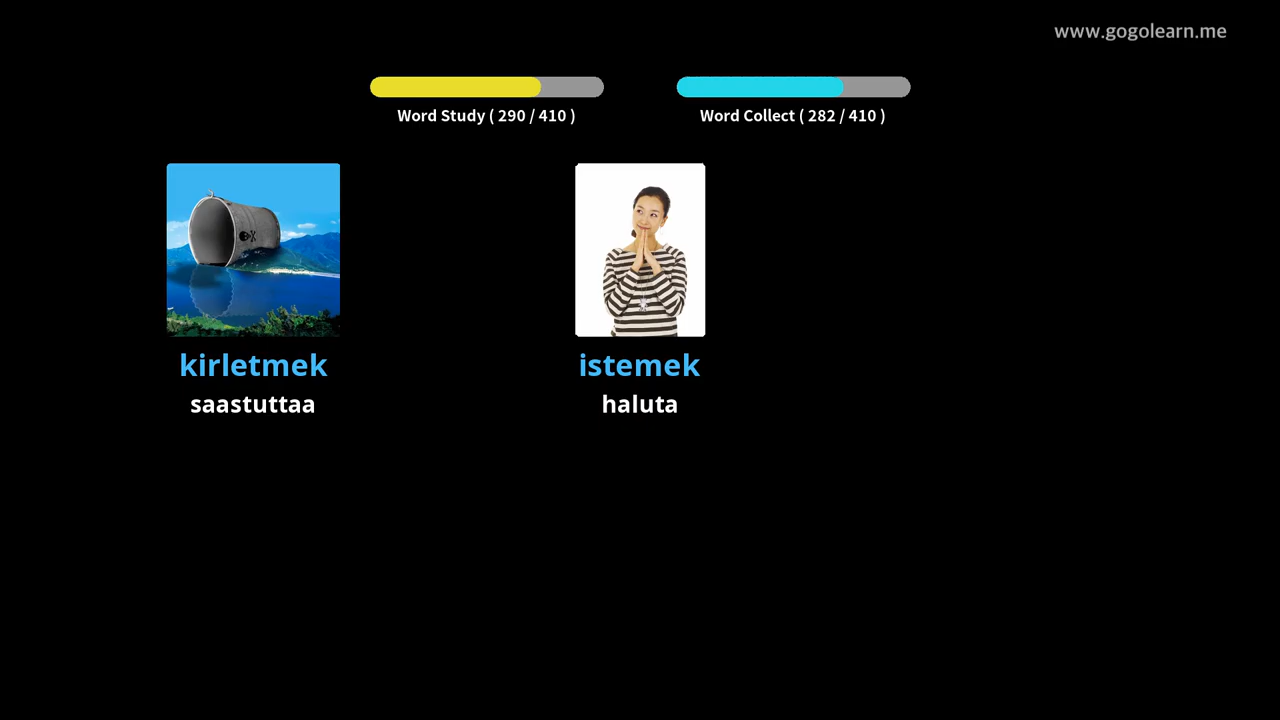 www.gogolearn.me
Word Study ( 290 / 410 )
Word Collect ( 282 / 410 )
kirletmek
saastuttaa
istemek
haluta